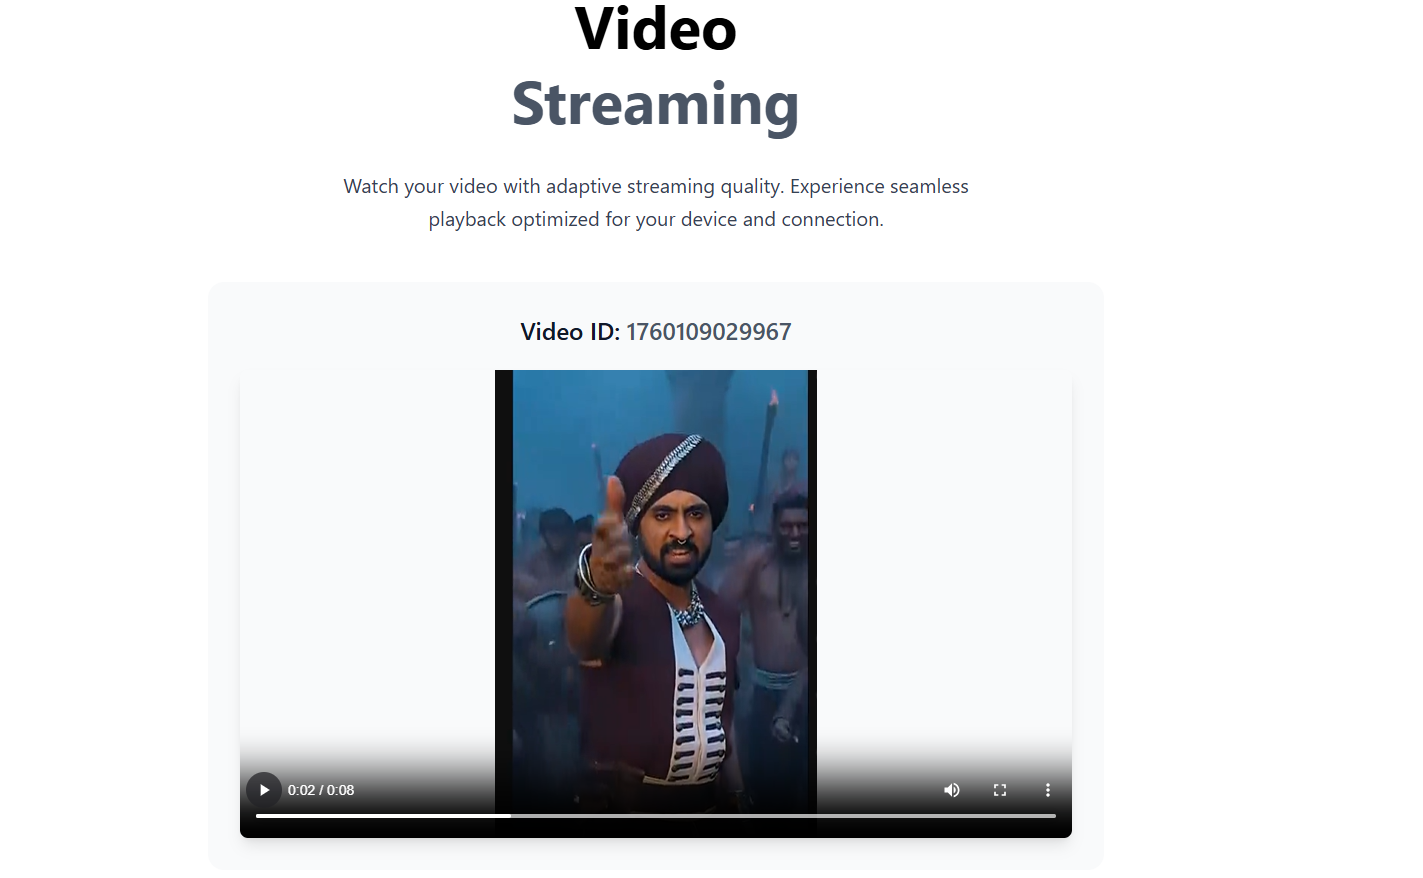 Video
Streaming
Watch your video with adaptive streaming quality. Experience seamless
playback optimized for your device and connection.
Video ID: 1760109029967
0:02 / 0:08